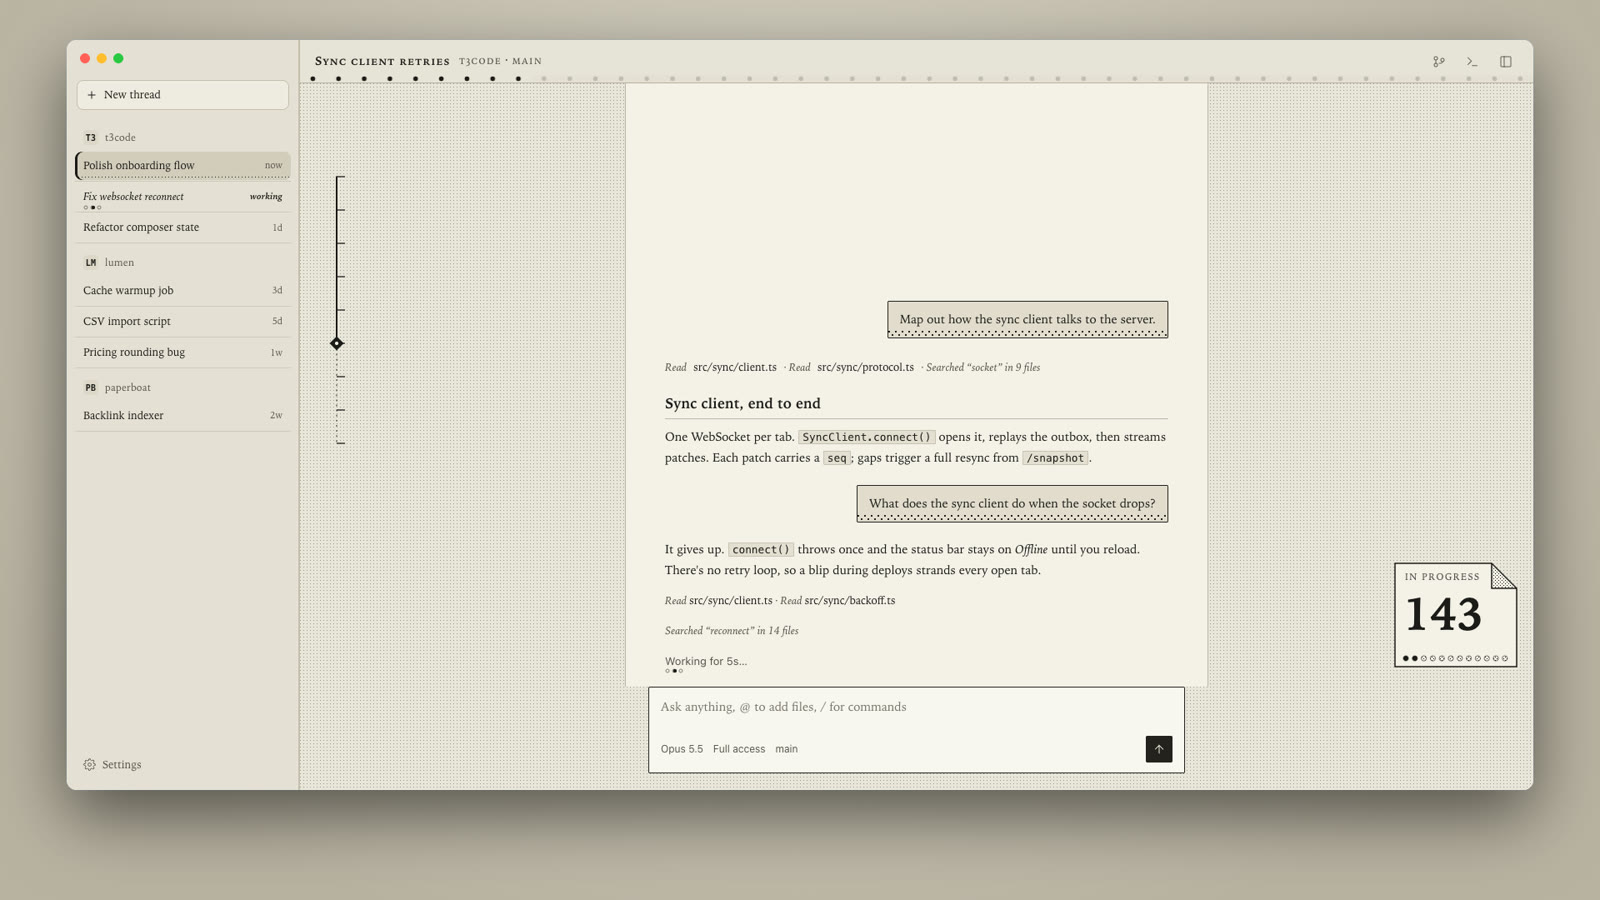 New thread
T3 t3code
Polish onboarding flow now
Fix websocket reconnect working
Refactor composer state 1d
LM lumen
Cache warmup job 3d
CSV import script 5d
Pricing rounding bug 1w
PB paperboat
Backlink indexer 2w
Settings
Sync client retries t3code · main
Map out how the sync client talks to the server.
Read src/sync/client.ts · Read src/sync/protocol.ts · Searched “socket” in 9 files
Sync client, end to end
One WebSocket per tab. SyncClient.connect() opens it, replays the outbox, then streams
patches. Each patch carries a seq; gaps trigger a full resync from /snapshot.
What does the sync client do when the socket drops?
It gives up. connect() throws once and the status bar stays on Offline until you reload.
There's no retry loop, so a blip during deploys strands every open tab.
Read src/sync/client.ts · Read src/sync/backoff.ts
Searched “reconnect” in 14 files
Working for 5s...
Ask anything, @ to add files, / for commands
Opus 5.5 Full access main
IN PROGRESS
143